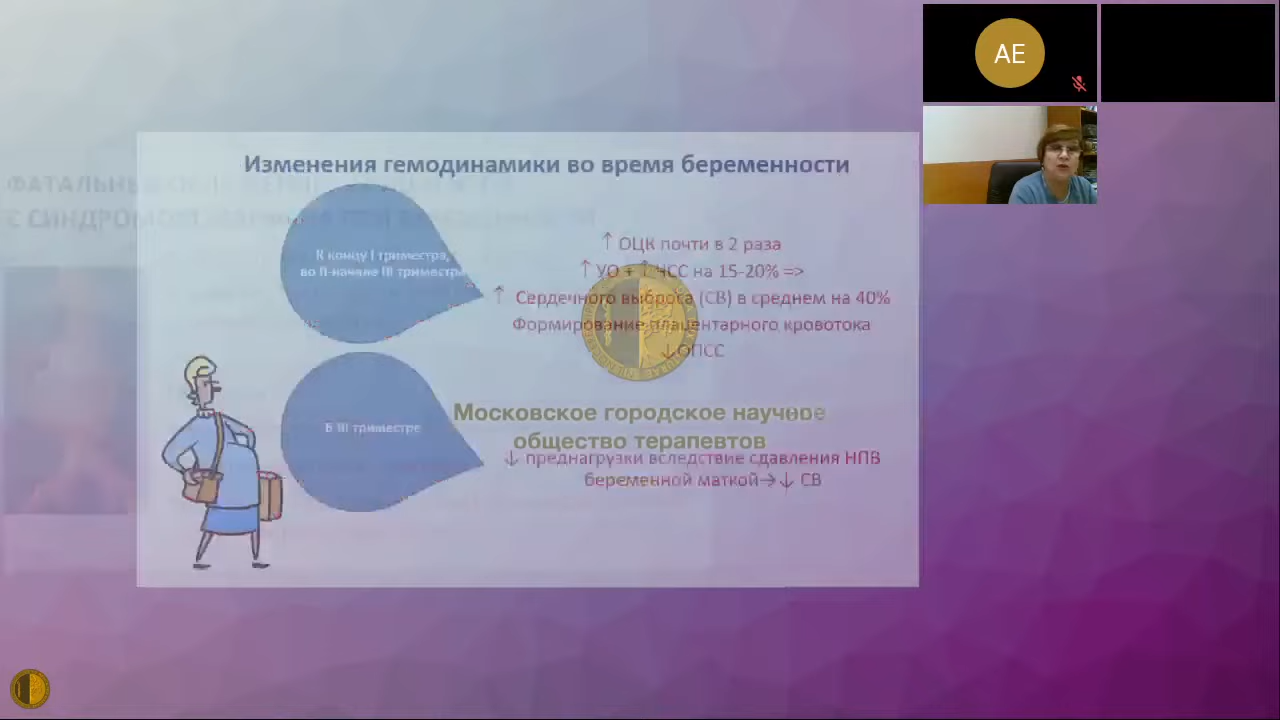 AE
Изменения гемодинамики во время беременности
С СИНДРОМОМ
К концу I триместра,
во II-начале III триместра
↑ ОЦК почти в 2 раза
↑ УО + ↑ ЧСС на 15-20% =>
↑ Сердечного выброса (СВ) в среднем на 40%
Формирование плацентарного кровотока
↓ОПСС
В III триместре
Московское городское научное
общество терапевтов
↓ преднагрузки вследствие сдавления НПВ
беременной маткой→↓ СВ